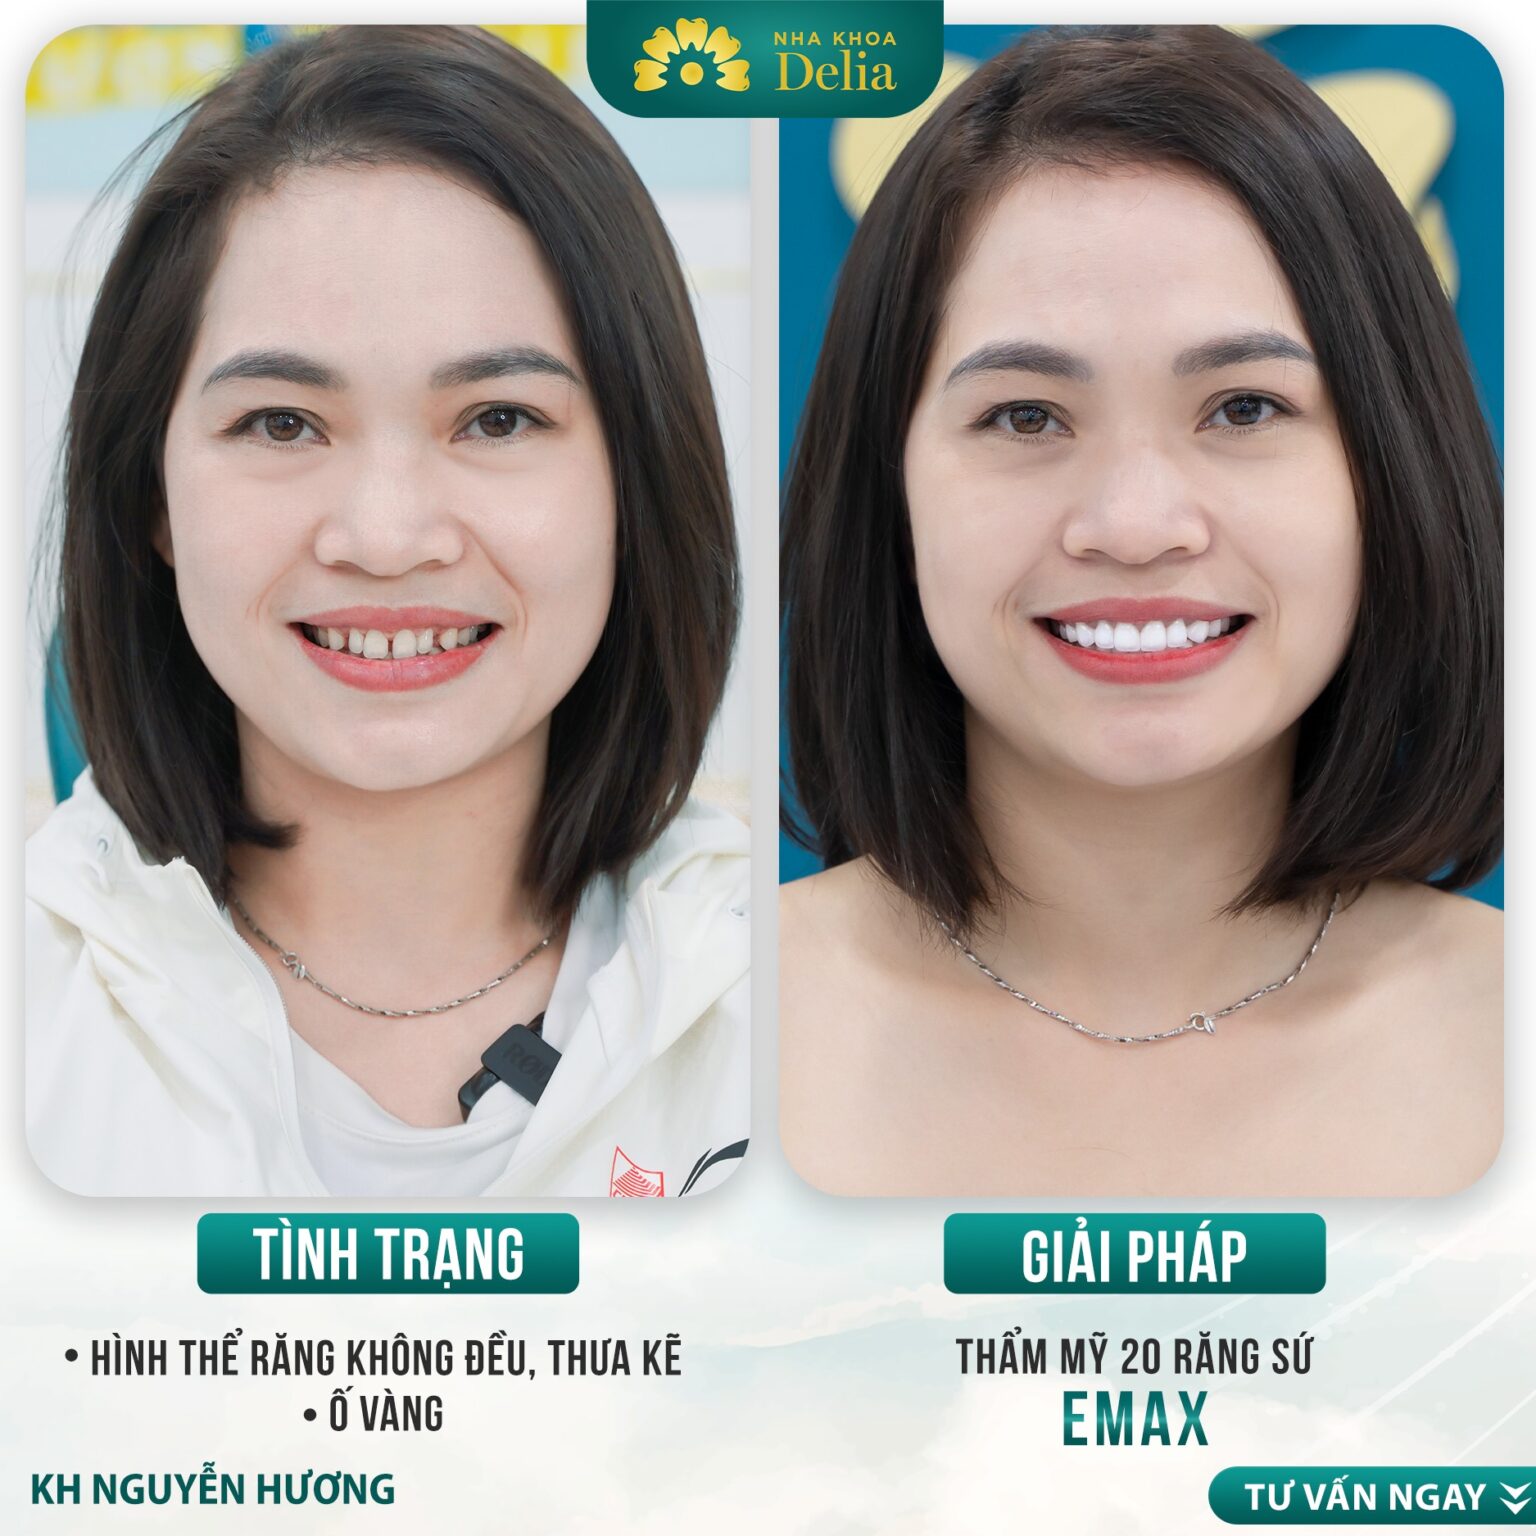 NHA KHOA
Delia
TÌNH TRẠNG
• HÌNH THỂ RĂNG KHÔNG ĐỀU, THƯA KẼ
• Ố VÀNG
KH NGUYỄN HƯƠNG
GIẢI PHÁP
THẨM MỸ 20 RĂNG SỨ
EMAX
TƯ VẤN NGAY